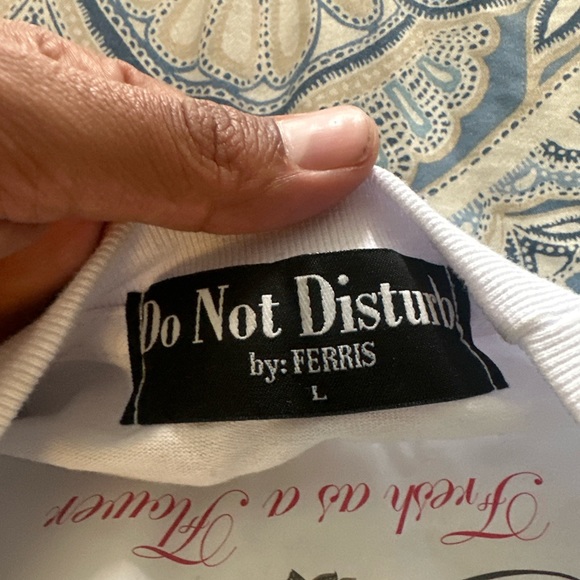 Do Not Disturb
by: FERRIS
L
Fresh as a Flower